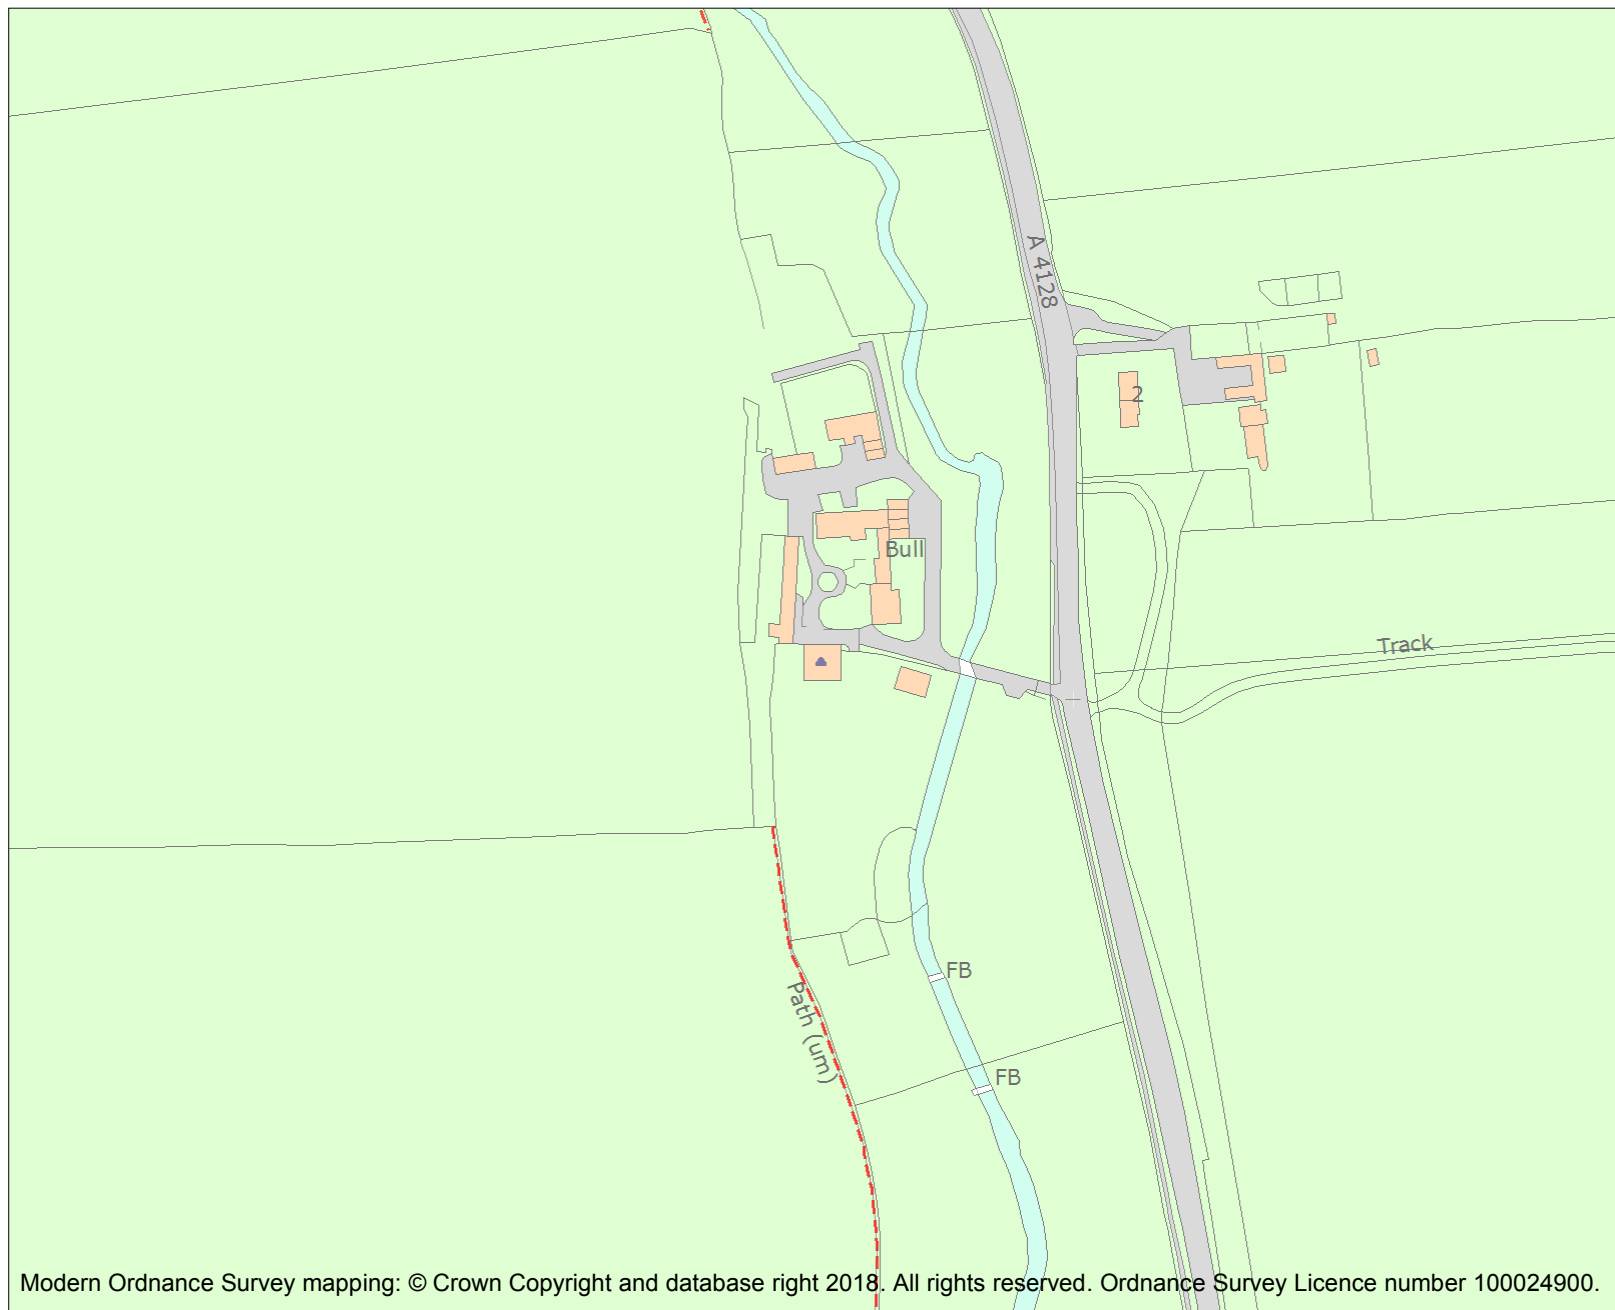 A 4128
2
Bull
Track
FB
Path (um)
FB
Modern Ordnance Survey mapping: © Crown Copyright and database right 2018. All rights reserved. Ordnance Survey Licence number 100024900.